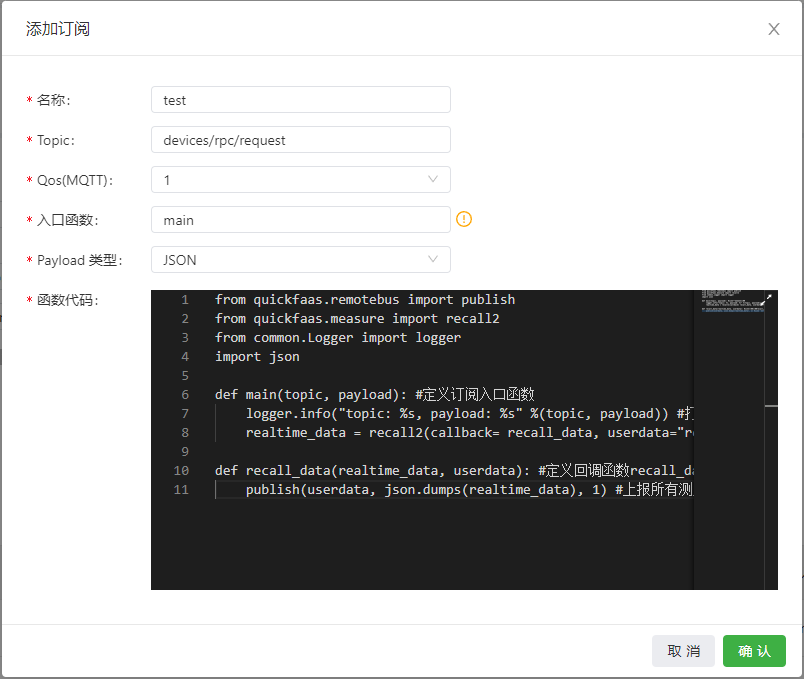 添加订阅
* 名称:
test
* Topic:
devices/rpc/request
* Qos(MQTT):
1
* 入口函数:
main
* Payload 类型:
JSON
* 函数代码:
1 from quickfaas.remotebus import publish
2 from quickfaas.measure import recall2
3 from common.Logger import logger
4 import json
5
6 def main(topic, payload): #定义订阅入口函数
7 logger.info("topic: %s, payload: %s" %(topic, payload)) #打
8 realtime_data = recall2(callback= recall_data, userdata="r
9
10 def recall_data(realtime_data, userdata): #定义回调函数recall_da
11 publish(userdata, json.dumps(realtime_data), 1) #上报所有测
取 消
确 认